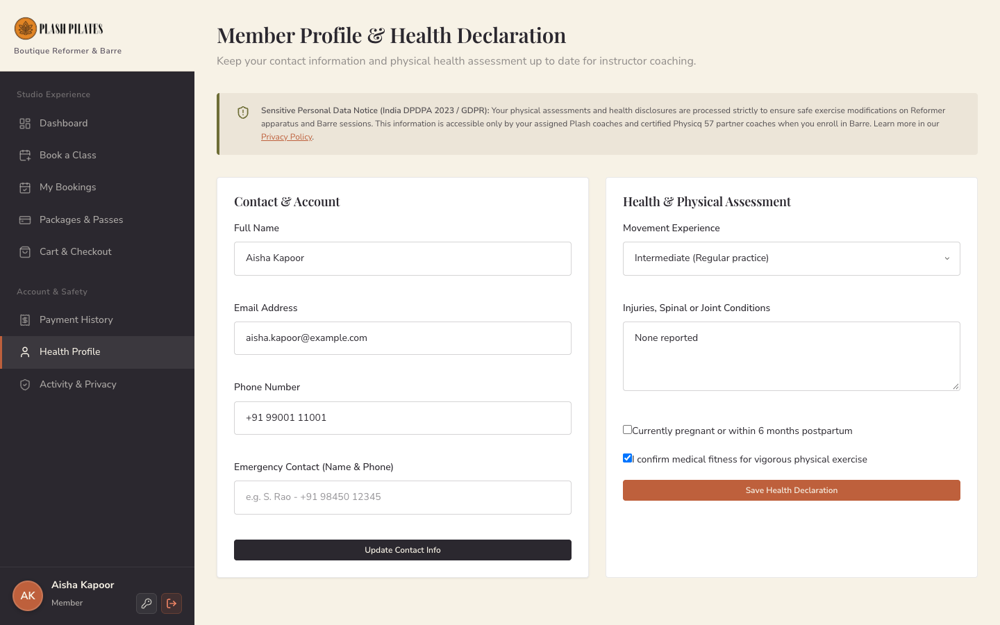 PLASH PILATES
Boutique Reformer & Barre
Studio Experience
Dashboard
Book a Class
My Bookings
Packages & Passes
Cart & Checkout
Account & Safety
Payment History
Health Profile
Activity & Privacy
AK
Aisha Kapoor
Member
Member Profile & Health Declaration
Keep your contact information and physical health assessment up to date for instructor coaching.
Sensitive Personal Data Notice (India DPDPA 2023 / GDPR): Your physical assessments and health disclosures are processed strictly to ensure safe exercise modifications on Reformer
apparatus and Barre sessions. This information is accessible only by your assigned Plash coaches and certified Physicq 57 partner coaches when you enroll in Barre. Learn more in our
Privacy Policy.
Contact & Account
Full Name
Aisha Kapoor
Email Address
aisha.kapoor@example.com
Phone Number
+91 99001 11001
Emergency Contact (Name & Phone)
e.g. S. Rao - +91 98450 12345
Update Contact Info
Health & Physical Assessment
Movement Experience
Intermediate (Regular practice)
Injuries, Spinal or Joint Conditions
None reported
Currently pregnant or within 6 months postpartum
I confirm medical fitness for vigorous physical exercise
Save Health Declaration